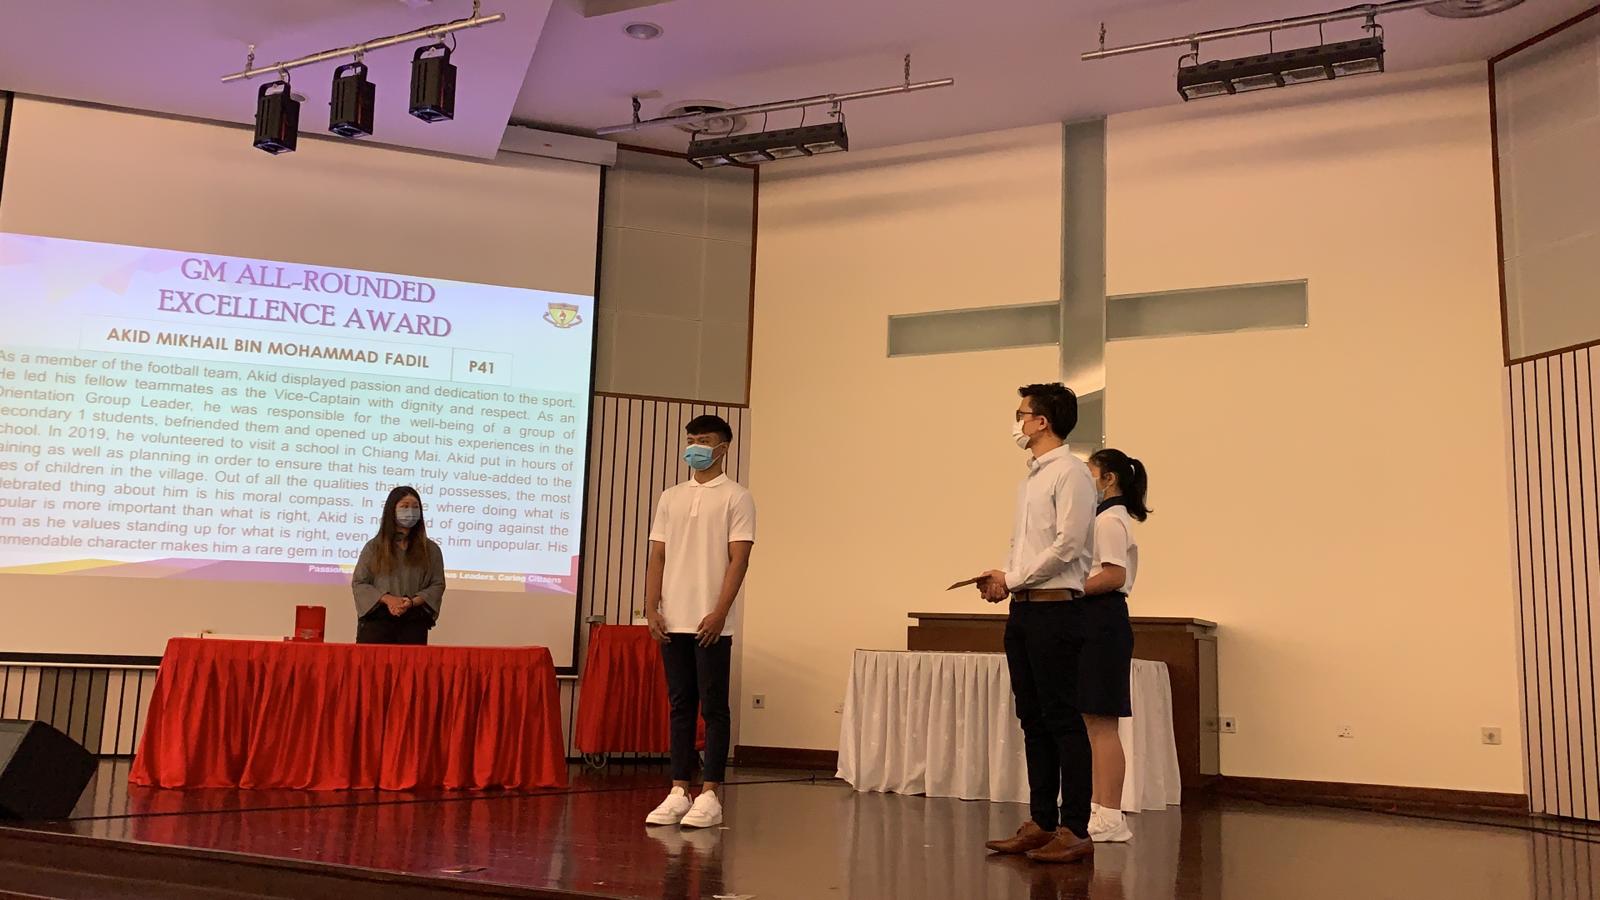 GM ALL-ROUNDED
EXCELLENCE AWARD
AKID MIKHAIL BIN MOHAMMAD FADIL P41
As a member of the football team, Akid displayed passion and dedication to the sport.
He led his fellow teammates as the Vice-Captain with dignity and respect. As an
Orientation Group Leader, he was responsible for the well-being of a group of
econdary 1 students, befriended them and opened up about his experiences in the
chool. In 2019, he volunteered to visit a school in Chiang Mai. Akid put in hours of
aining as well as planning in order to ensure that his team truly value-added to the
es of children in the village. Out of all the qualities that Akid possesses, the most
lebrated thing about him is his moral compass. In a where doing what is
pular is more important than what is right, Akid is n d of going against the
rm as he values standing up for what is right, even s him unpopular. His
mmendable character makes him a rare gem in toda
Passion us Leaders. Caring Citizens